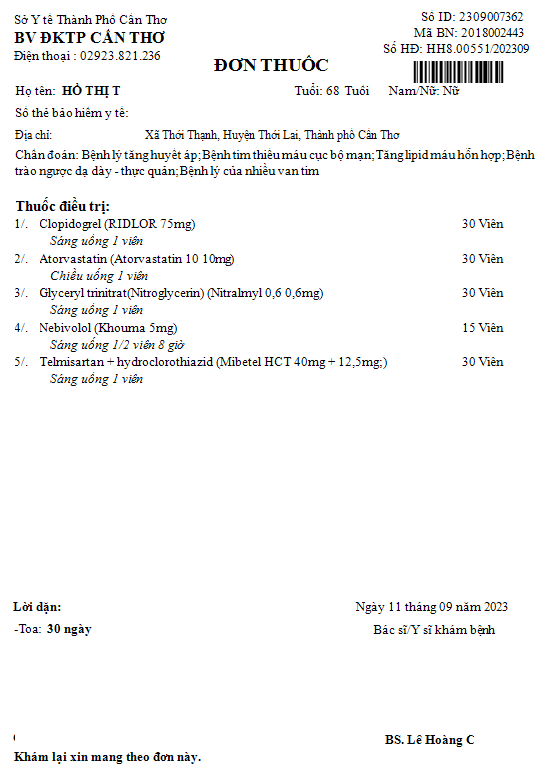 Sở Y tế Thành Phố Cần Thơ
BV ĐKTP CẦN THƠ
Điện thoại : 02923.821.236
Số ID: 2309007362
Mã BN: 2018002443
Số HĐ: HH8.00551/202309
ĐƠN THUỐC
Họ tên: HỒ THỊ T Tuổi: 68 Tuổi Nam/Nữ: Nữ
Số thẻ bảo hiểm y tế:
Địa chỉ: Xã Thới Thạnh, Huyện Thới Lai, Thành phố Cần Thơ
Chẩn đoán: Bệnh lý tăng huyết áp; Bệnh tim thiếu máu cục bộ mạn; Tăng lipid máu hỗn hợp; Bệnh
trào ngược dạ dày - thực quản; Bệnh lý của nhiều van tim
Thuốc điều trị:
1/. Clopidogrel (RIDLOR 75mg) 30 Viên
Sáng uống 1 viên
2/. Atorvastatin (Atorvastatin 10 10mg) 30 Viên
Chiều uống 1 viên
3/. Glyceryl trinitrat(Nitroglycerin) (Nitralmyl 0,6 0,6mg) 30 Viên
Sáng uống 1 viên
4/. Nebivolol (Khouma 5mg) 15 Viên
Sáng uống 1/2 viên 8 giờ
5/. Telmisartan + hydroclorothiazid (Mibetel HCT 40mg + 12,5mg;) 30 Viên
Sáng uống 1 viên
Lời dặn:
Ngày 11 tháng 09 năm 2023
-Toa: 30 ngày
Bác sĩ/Y sĩ khám bệnh
BS. Lê Hoàng C
Khám lại xin mang theo đơn này.